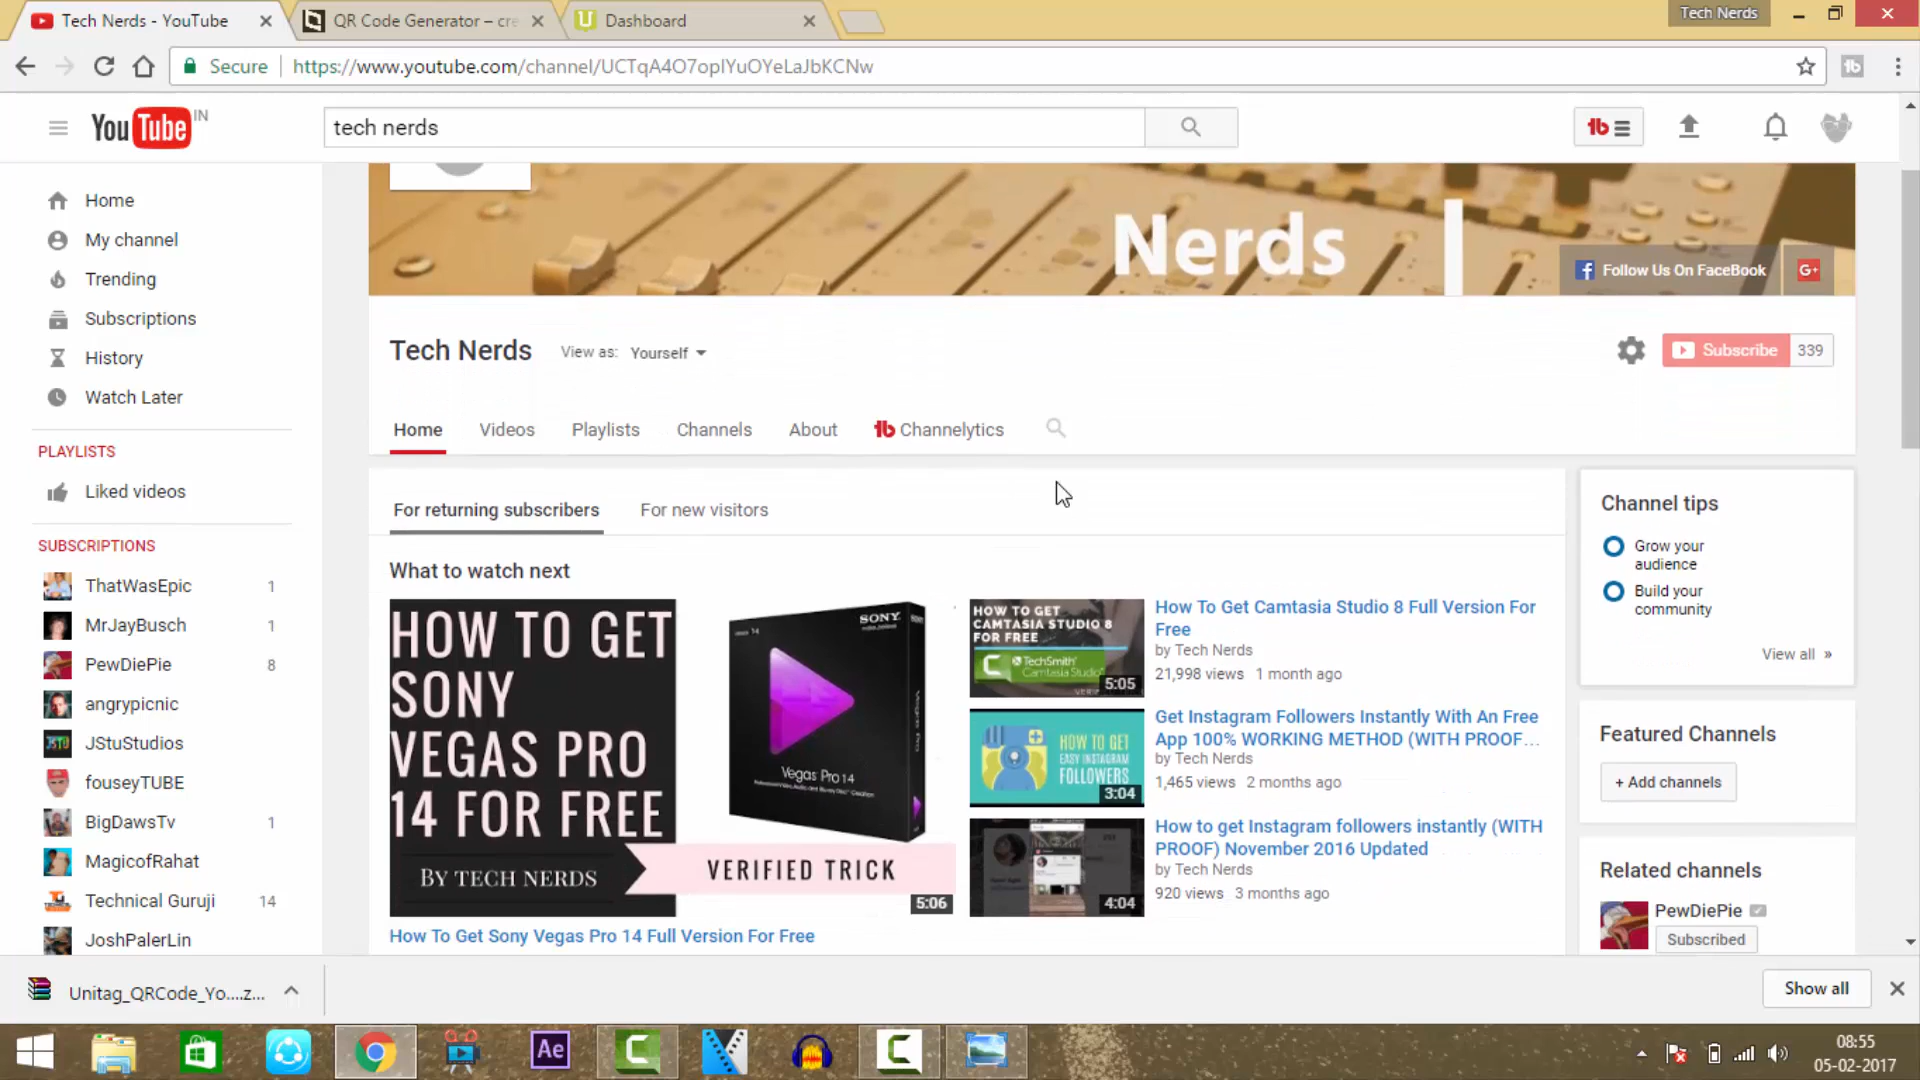 Tech Nerds - YouTube
QR Code Generator – cre
Dashboard
Tech Nerds
Secure
https://www.youtube.com/channel/UCTqA4O7oplYuOYeLaJbKCNw
YouTube IN
tech nerds
Home
My channel
Trending
Subscriptions
History
Watch Later
PLAYLISTS
Liked videos
SUBSCRIPTIONS
ThatWasEpic 1
MrJayBusch 1
PewDiePie 8
angrypicnic
JStuStudios
fouseyTUBE
BigDawsTv 1
MagicofRahat
Technical Guruji 14
JoshPalerLin
Nerds
Follow Us On FaceBook
G+
Tech Nerds
View as: Yourself
Subscribe 339
Home Videos Playlists Channels About Channelytics
For returning subscribers For new visitors
What to watch next
HOW TO GET
SONY
VEGAS PRO
14 FOR FREE
BY TECH NERDS
SONY
Vegas Pro 14
VERIFIED TRICK
5:06
How To Get Sony Vegas Pro 14 Full Version For Free
HOW TO GET
CAMTASIA STUDIO 8
FOR FREE
TechSmith
Camtasia Studio
5:05
How To Get Camtasia Studio 8 Full Version For
Free
by Tech Nerds
21,998 views 1 month ago
HOW TO GET
EASY INSTAGRAM
FOLLOWERS
3:04
Get Instagram Followers Instantly With An Free
App 100% WORKING METHOD (WITH PROOF...
by Tech Nerds
1,465 views 2 months ago
4:04
How to get Instagram followers instantly (WITH
PROOF) November 2016 Updated
by Tech Nerds
920 views 3 months ago
Channel tips
Grow your
audience
Build your
community
View all »
Featured Channels
+ Add channels
Related channels
PewDiePie
Subscribed
Unitag_QRCode_Yo....z...
Show all
Ae
08:55
05-02-2017